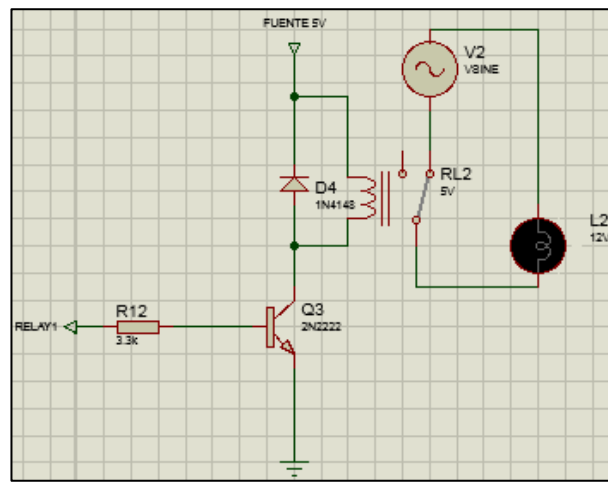 FUENTE 5V
V2
VSINE
D4
1N4148
RL2
5V
L2
12V
R12
3.3k
Q3
2N2222
RELAY1